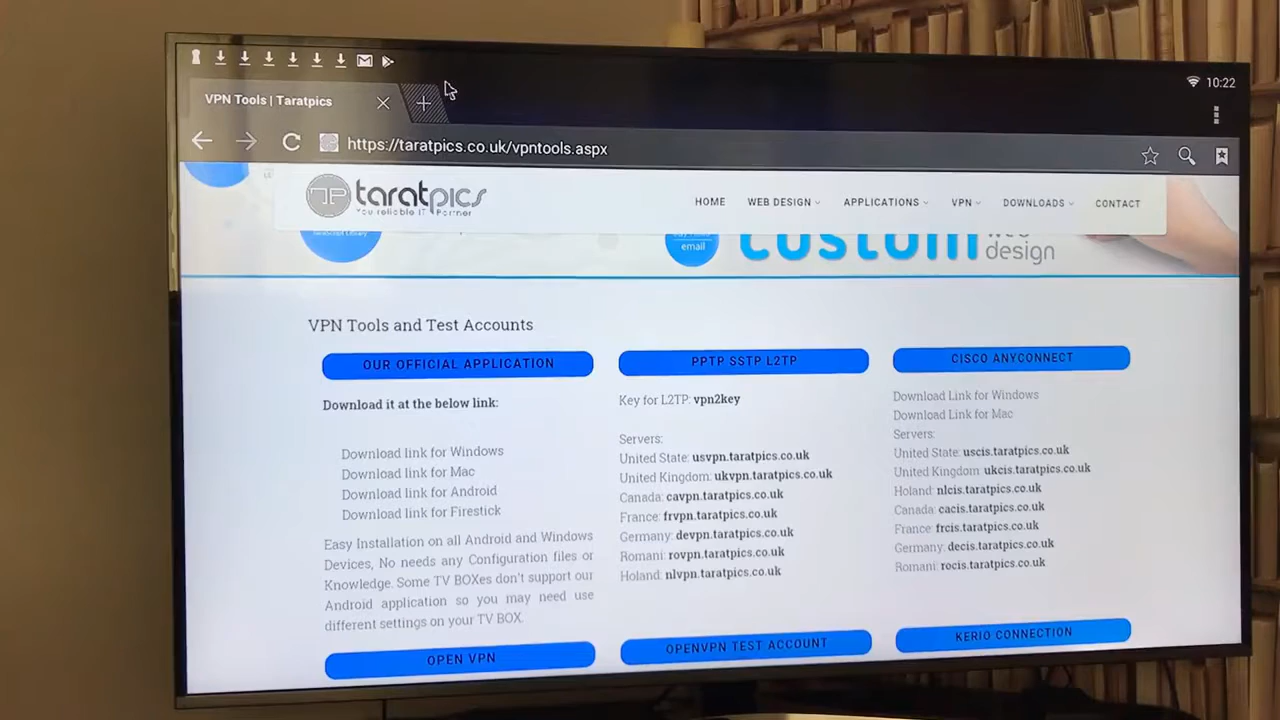 10:22
VPN Tools | Taratpics
https://taratpics.co.uk/vpntools.aspx
taratpics
You reliable IT Partner
HOME WEB DESIGN APPLICATIONS VPN DOWNLOADS CONTACT
email
custom web
design
VPN Tools and Test Accounts
OUR OFFICIAL APPLICATION
Download it at the below link:
Download link for Windows
Download link for Mac
Download link for Android
Download link for Firestick
Easy Installation on all Android and Windows
Devices, No needs any Configuration files or
Knowledge. Some TV BOXes don't support our
Android application so you may need use
different settings on your TV BOX.
OPEN VPN
PPTP SSTP L2TP
Key for L2TP: vpn2key
Servers:
United State: usvpn.taratpics.co.uk
United Kingdom: ukvpn.taratpics.co.uk
Canada: cavpn.taratpics.co.uk
France: frvpn.taratpics.co.uk
Germany: devpn.taratpics.co.uk
Romani: rovpn.taratpics.co.uk
Holand: nlvpn.taratpics.co.uk
OPENVPN TEST ACCOUNT
CISCO ANYCONNECT
Download Link for Windows
Download Link for Mac
Servers:
United State: uscis.taratpics.co.uk
United Kingdom: ukcis.taratpics.co.uk
Holand: nlcis.taratpics.co.uk
Canada: cacis.taratpics.co.uk
France: frcis.taratpics.co.uk
Germany: decis.taratpics.co.uk
Romani: rocis.taratpics.co.uk
KERIO CONNECTION